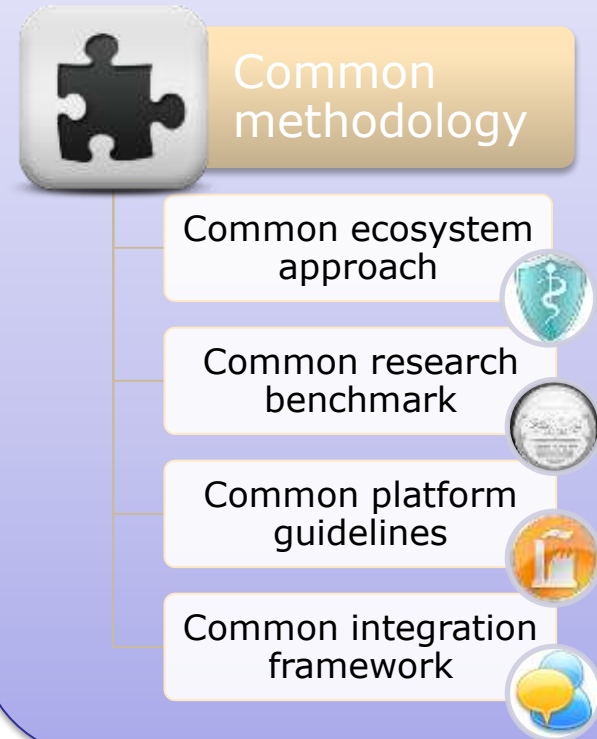 Common
methodology
Common ecosystem
approach
Common research
benchmark
Common platform
guidelines
Common integration
framework